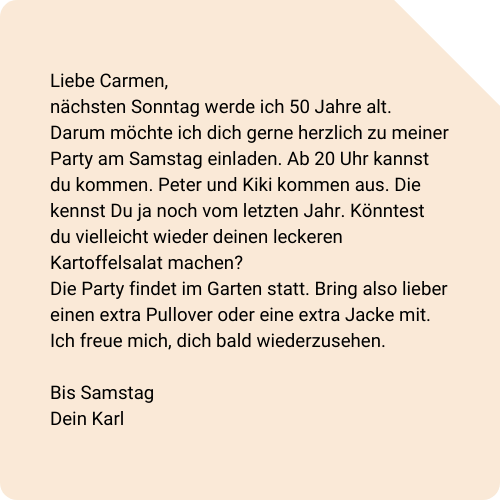 Liebe Carmen,
nächsten Sonntag werde ich 50 Jahre alt.
Darum möchte ich dich gerne herzlich zu meiner
Party am Samstag einladen. Ab 20 Uhr kannst
du kommen. Peter und Kiki kommen aus. Die
kennst Du ja noch vom letzten Jahr. Könntest
du vielleicht wieder deinen leckeren
Kartoffelsalat machen?
Die Party findet im Garten statt. Bring also lieber
einen extra Pullover oder eine extra Jacke mit.
Ich freue mich, dich bald wiederzusehen.

Bis Samstag
Dein Karl